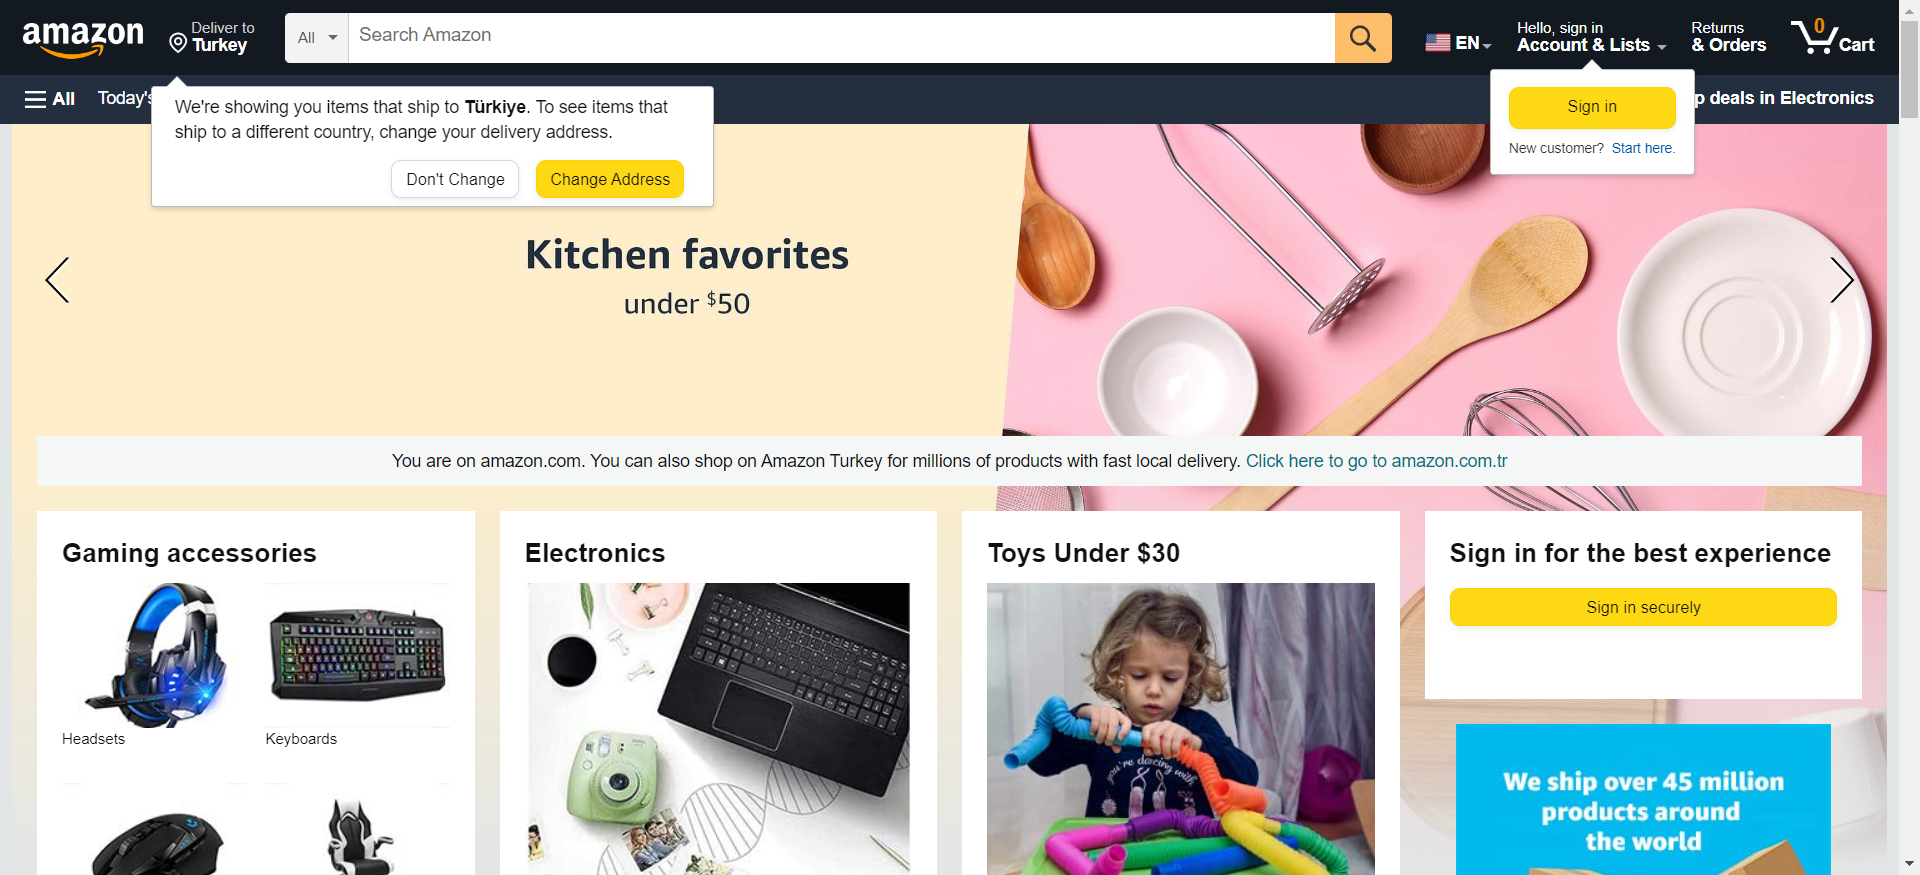 amazon
Deliver to
Turkey
All
Search Amazon
EN
Hello, sign in
Account & Lists
Returns
& Orders
0
Cart
All
Today's
p deals in Electronics
We're showing you items that ship to Türkiye. To see items that
ship to a different country, change your delivery address.
Don't Change
Change Address
Sign in
New customer? Start here.
Kitchen favorites
under $50
You are on amazon.com. You can also shop on Amazon Turkey for millions of products with fast local delivery. Click here to go to amazon.com.tr
Gaming accessories
Headsets
Keyboards
Electronics
Toys Under $30
you're dancing with
Sign in for the best experience
Sign in securely
We ship over 45 million
products around
the world